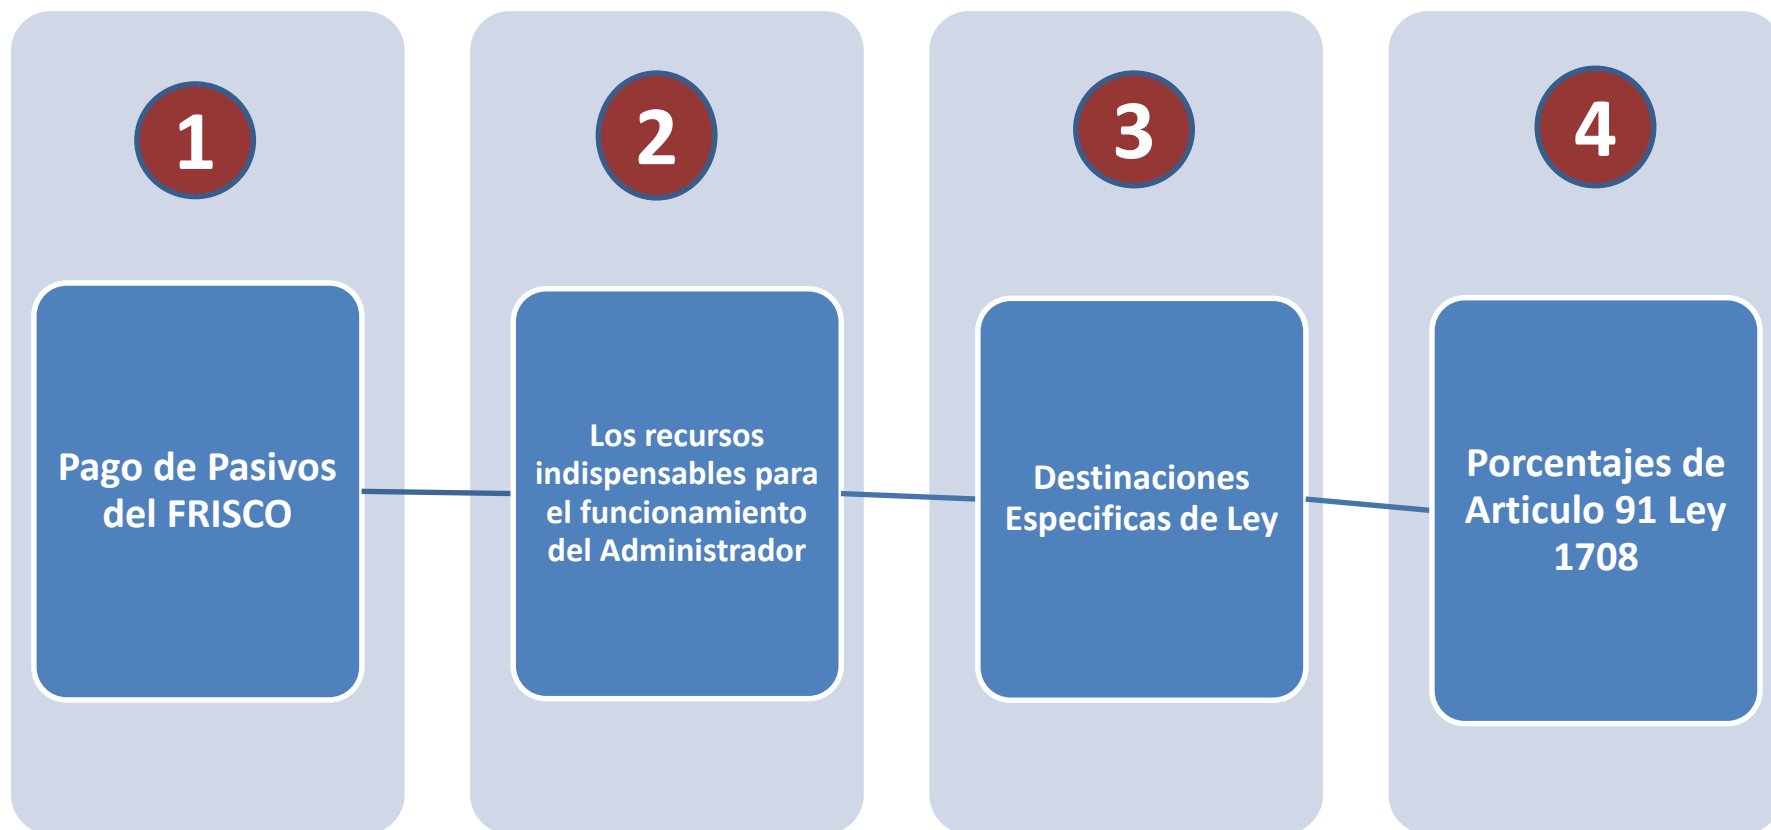 1
Pago de Pasivos
del FRISCO
2
Los recursos
indispensables para
el funcionamiento
del Administrador
3
Destinaciones
Especificas de Ley
4
Porcentajes de
Articulo 91 Ley
1708